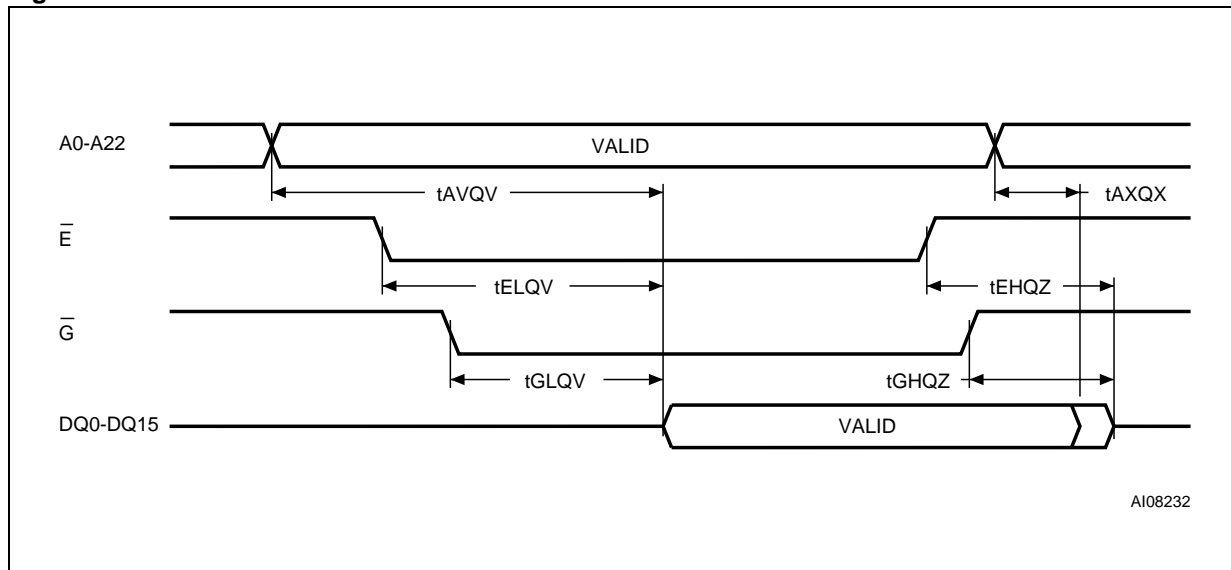 A0-A22
VALID
tAVQV
tAXQX
E̅
tELQV
tEHQZ
G̅
tGLQV
tGHQZ
DQ0-DQ15
VALID
AI08232